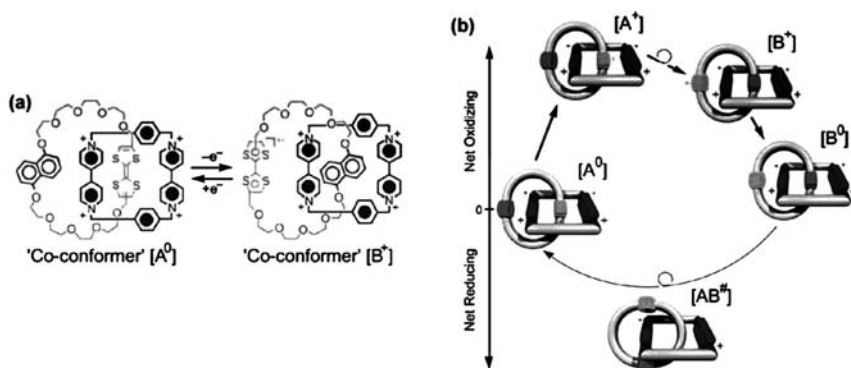 (a)
O
O
O
O
O
O
O
O
O
O
N
N
N
N
+
+
+
+
S
S
S
S
–e⁻
+e⁻
'Co-conformer' [A⁰]
O
O
O
O
O
O
O
O
O
O
S
S
S
S
N
N
N
N
+
+
+
+
'Co-conformer' [B⁺]
(b)
Net Oxidizing
0
Net Reducing
[A⁺]
[B⁺]
[A⁰]
[B⁰]
[AB#]